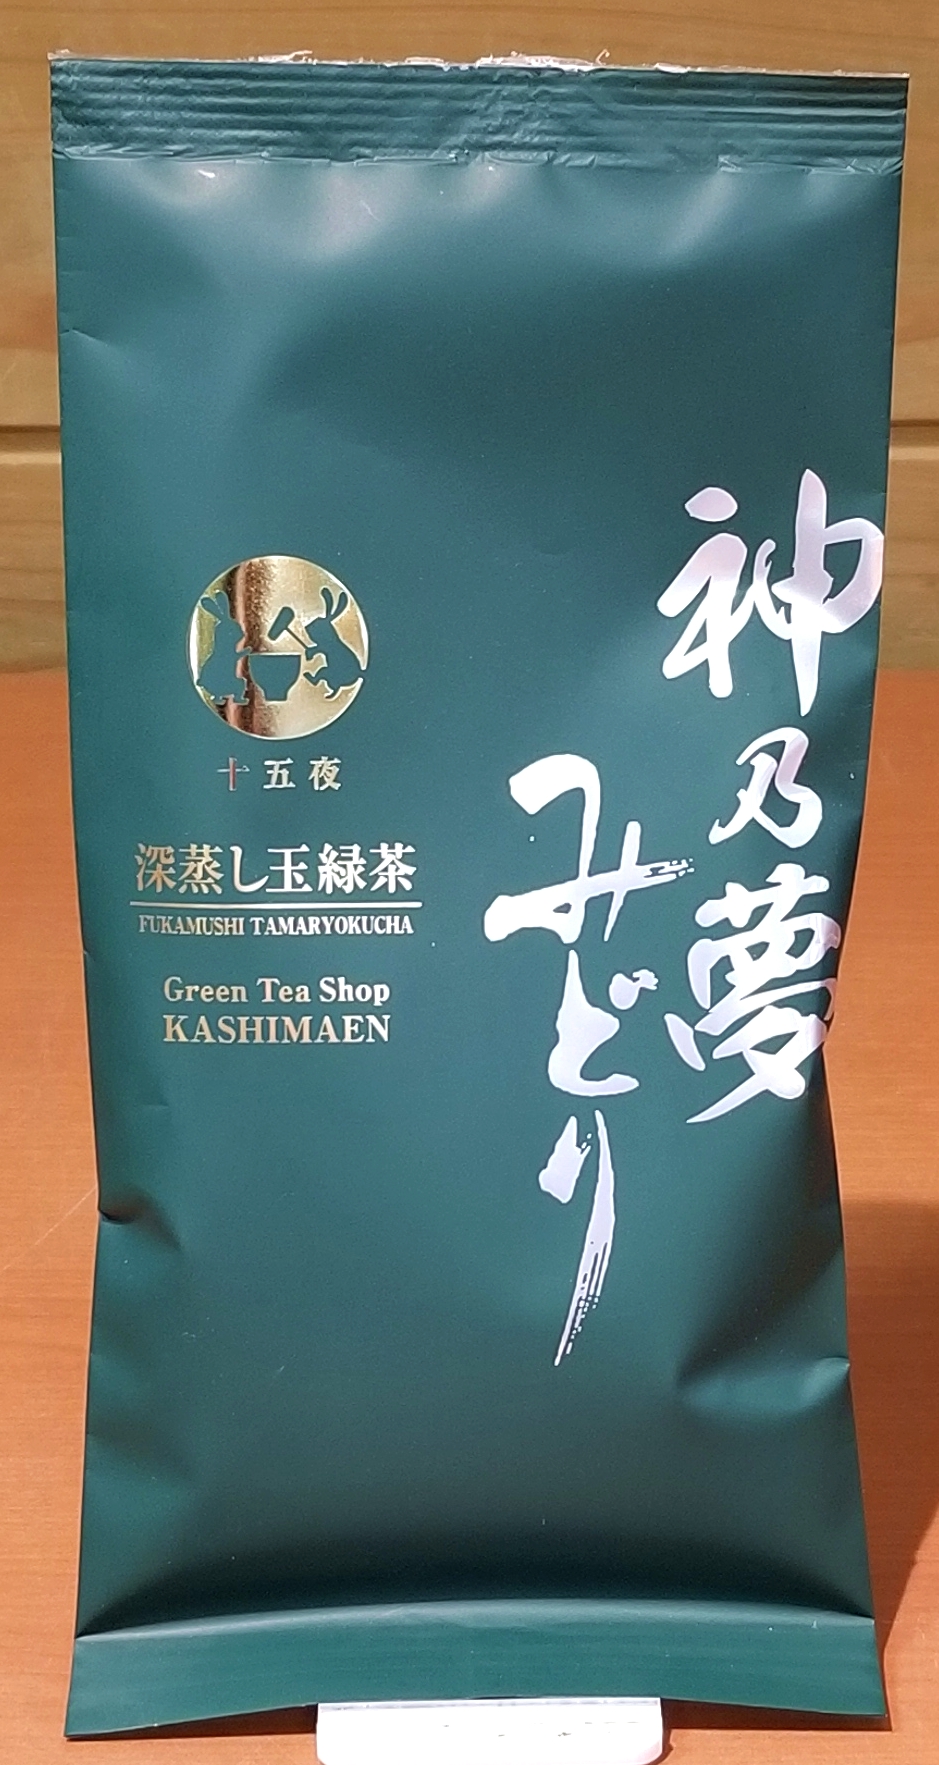 神乃夢
みどり
十五夜
深蒸し玉緑茶
FUKAMUSHI TAMARYOKUCHA
Green Tea Shop
KASHIMAEN